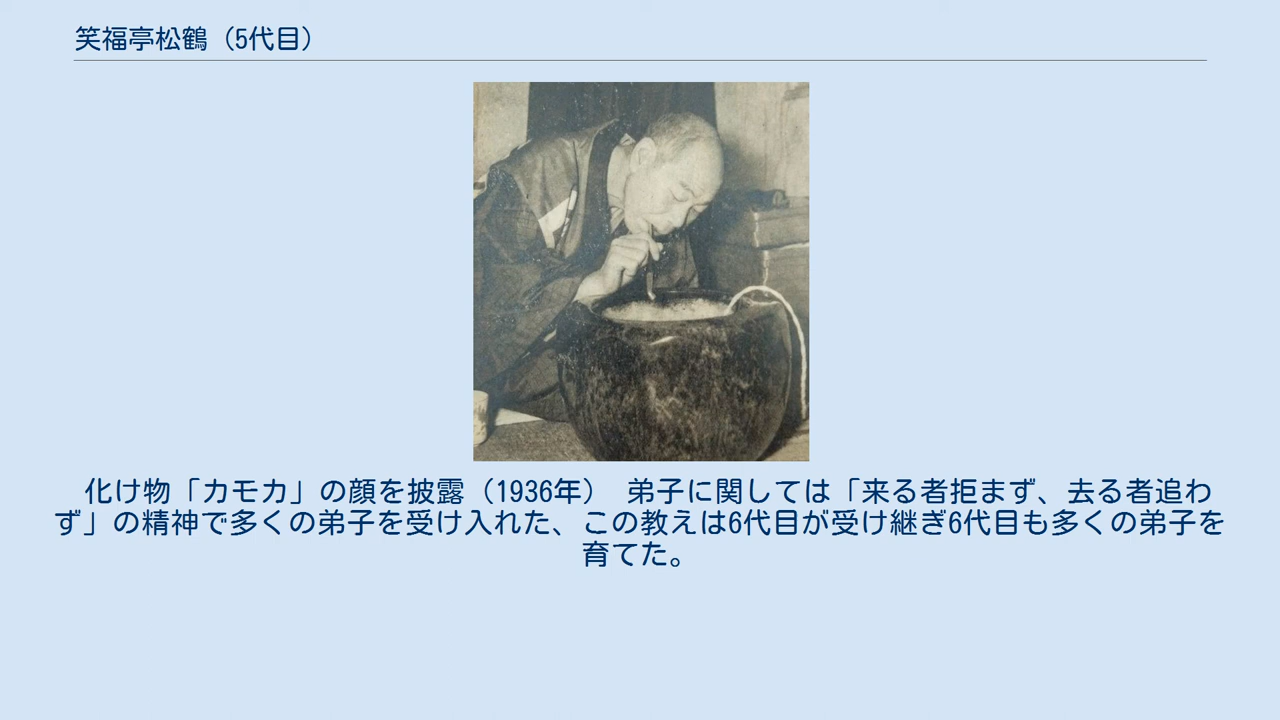 笑福亭松鶴（5代目）
化け物「カモカ」の顔を披露（1936年）　弟子に関しては「来る者拒まず、去る者追わ
ず」の精神で多くの弟子を受け入れた、この教えは6代目が受け継ぎ6代目も多くの弟子を
育てた。